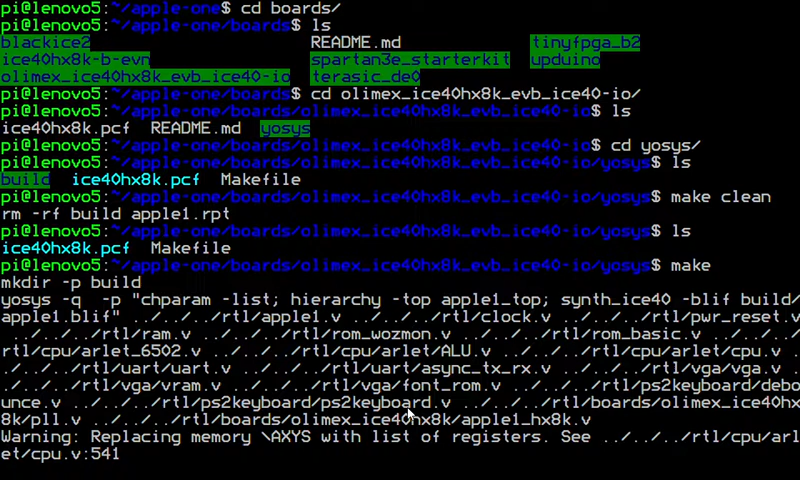 pi@lenovo5:~/apple-one$ cd boards/
pi@lenovo5:~/apple-one/boards$ ls
blackice2 README.md tinyfpga_b2
ice40hx8k-b-evn spartan3e_starterkit upduino
olimex_ice40hx8k_evb_ice40-io terasic_de0
pi@lenovo5:~/apple-one/boards$ cd olimex_ice40hx8k_evb_ice40-io/
pi@lenovo5:~/apple-one/boards/olimex_ice40hx8k_evb_ice40-io$ ls
ice40hx8k.pcf README.md yosys
pi@lenovo5:~/apple-one/boards/olimex_ice40hx8k_evb_ice40-io$ cd yosys/
pi@lenovo5:~/apple-one/boards/olimex_ice40hx8k_evb_ice40-io/yosys$ ls
build ice40hx8k.pcf Makefile
pi@lenovo5:~/apple-one/boards/olimex_ice40hx8k_evb_ice40-io/yosys$ make clean
rm -rf build apple1.rpt
pi@lenovo5:~/apple-one/boards/olimex_ice40hx8k_evb_ice40-io/yosys$ ls
ice40hx8k.pcf Makefile
pi@lenovo5:~/apple-one/boards/olimex_ice40hx8k_evb_ice40-io/yosys$ make
mkdir -p build
yosys -q -p "chparam -list; hierarchy -top apple1_top; synth_ice40 -blif build/
apple1.blif" ../../../rtl/apple1.v ../../../rtl/clock.v ../../../rtl/pwr_reset.v
../../../rtl/ram.v ../../../rtl/rom_wozmon.v ../../../rtl/rom_basic.v ../../../
rtl/cpu/arlet_6502.v ../../../rtl/cpu/arlet/ALU.v ../../../rtl/cpu/arlet/cpu.v .
./../../rtl/uart/uart.v ../../../rtl/uart/async_tx_rx.v ../../../rtl/vga/vga.v .
./../../rtl/vga/vram.v ../../../rtl/vga/font_rom.v ../../../rtl/ps2keyboard/debo
unce.v ../../../rtl/ps2keyboard/ps2keyboard.v ../../../rtl/boards/olimex_ice40hx
8k/pll.v ../../../rtl/boards/olimex_ice40hx8k/apple1_hx8k.v
Warning: Replacing memory \AXYS with list of registers. See ../../../rtl/cpu/arl
et/cpu.v:541